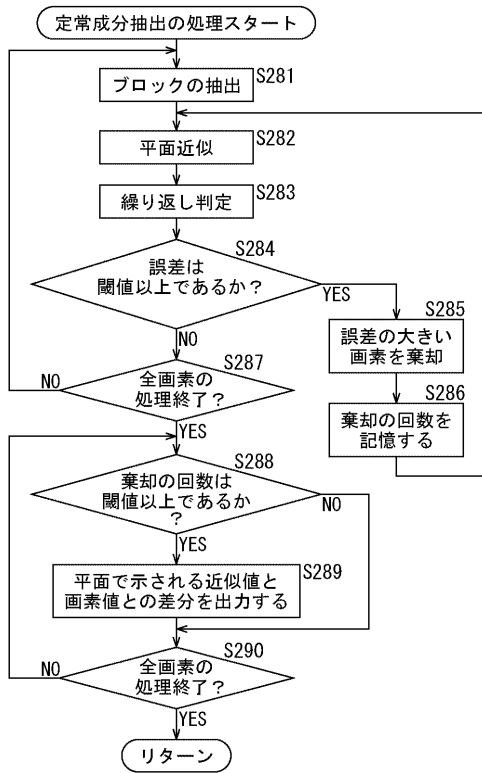 定常成分抽出の処理スタート
S281
ブロックの抽出
S282
平面近似
S283
繰り返し判定
S284
誤差は
閾値以上であるか?
YES
NO
S285
誤差の大きい
画素を棄却
S286
棄却の回数を
記憶する
S287
全画素の
処理終了?
NO
YES
S288
棄却の回数は
閾値以上であるか
?
NO
YES
S289
平面で示される近似値と
画素値との差分を出力する
S290
全画素の
処理終了?
NO
YES
リターン